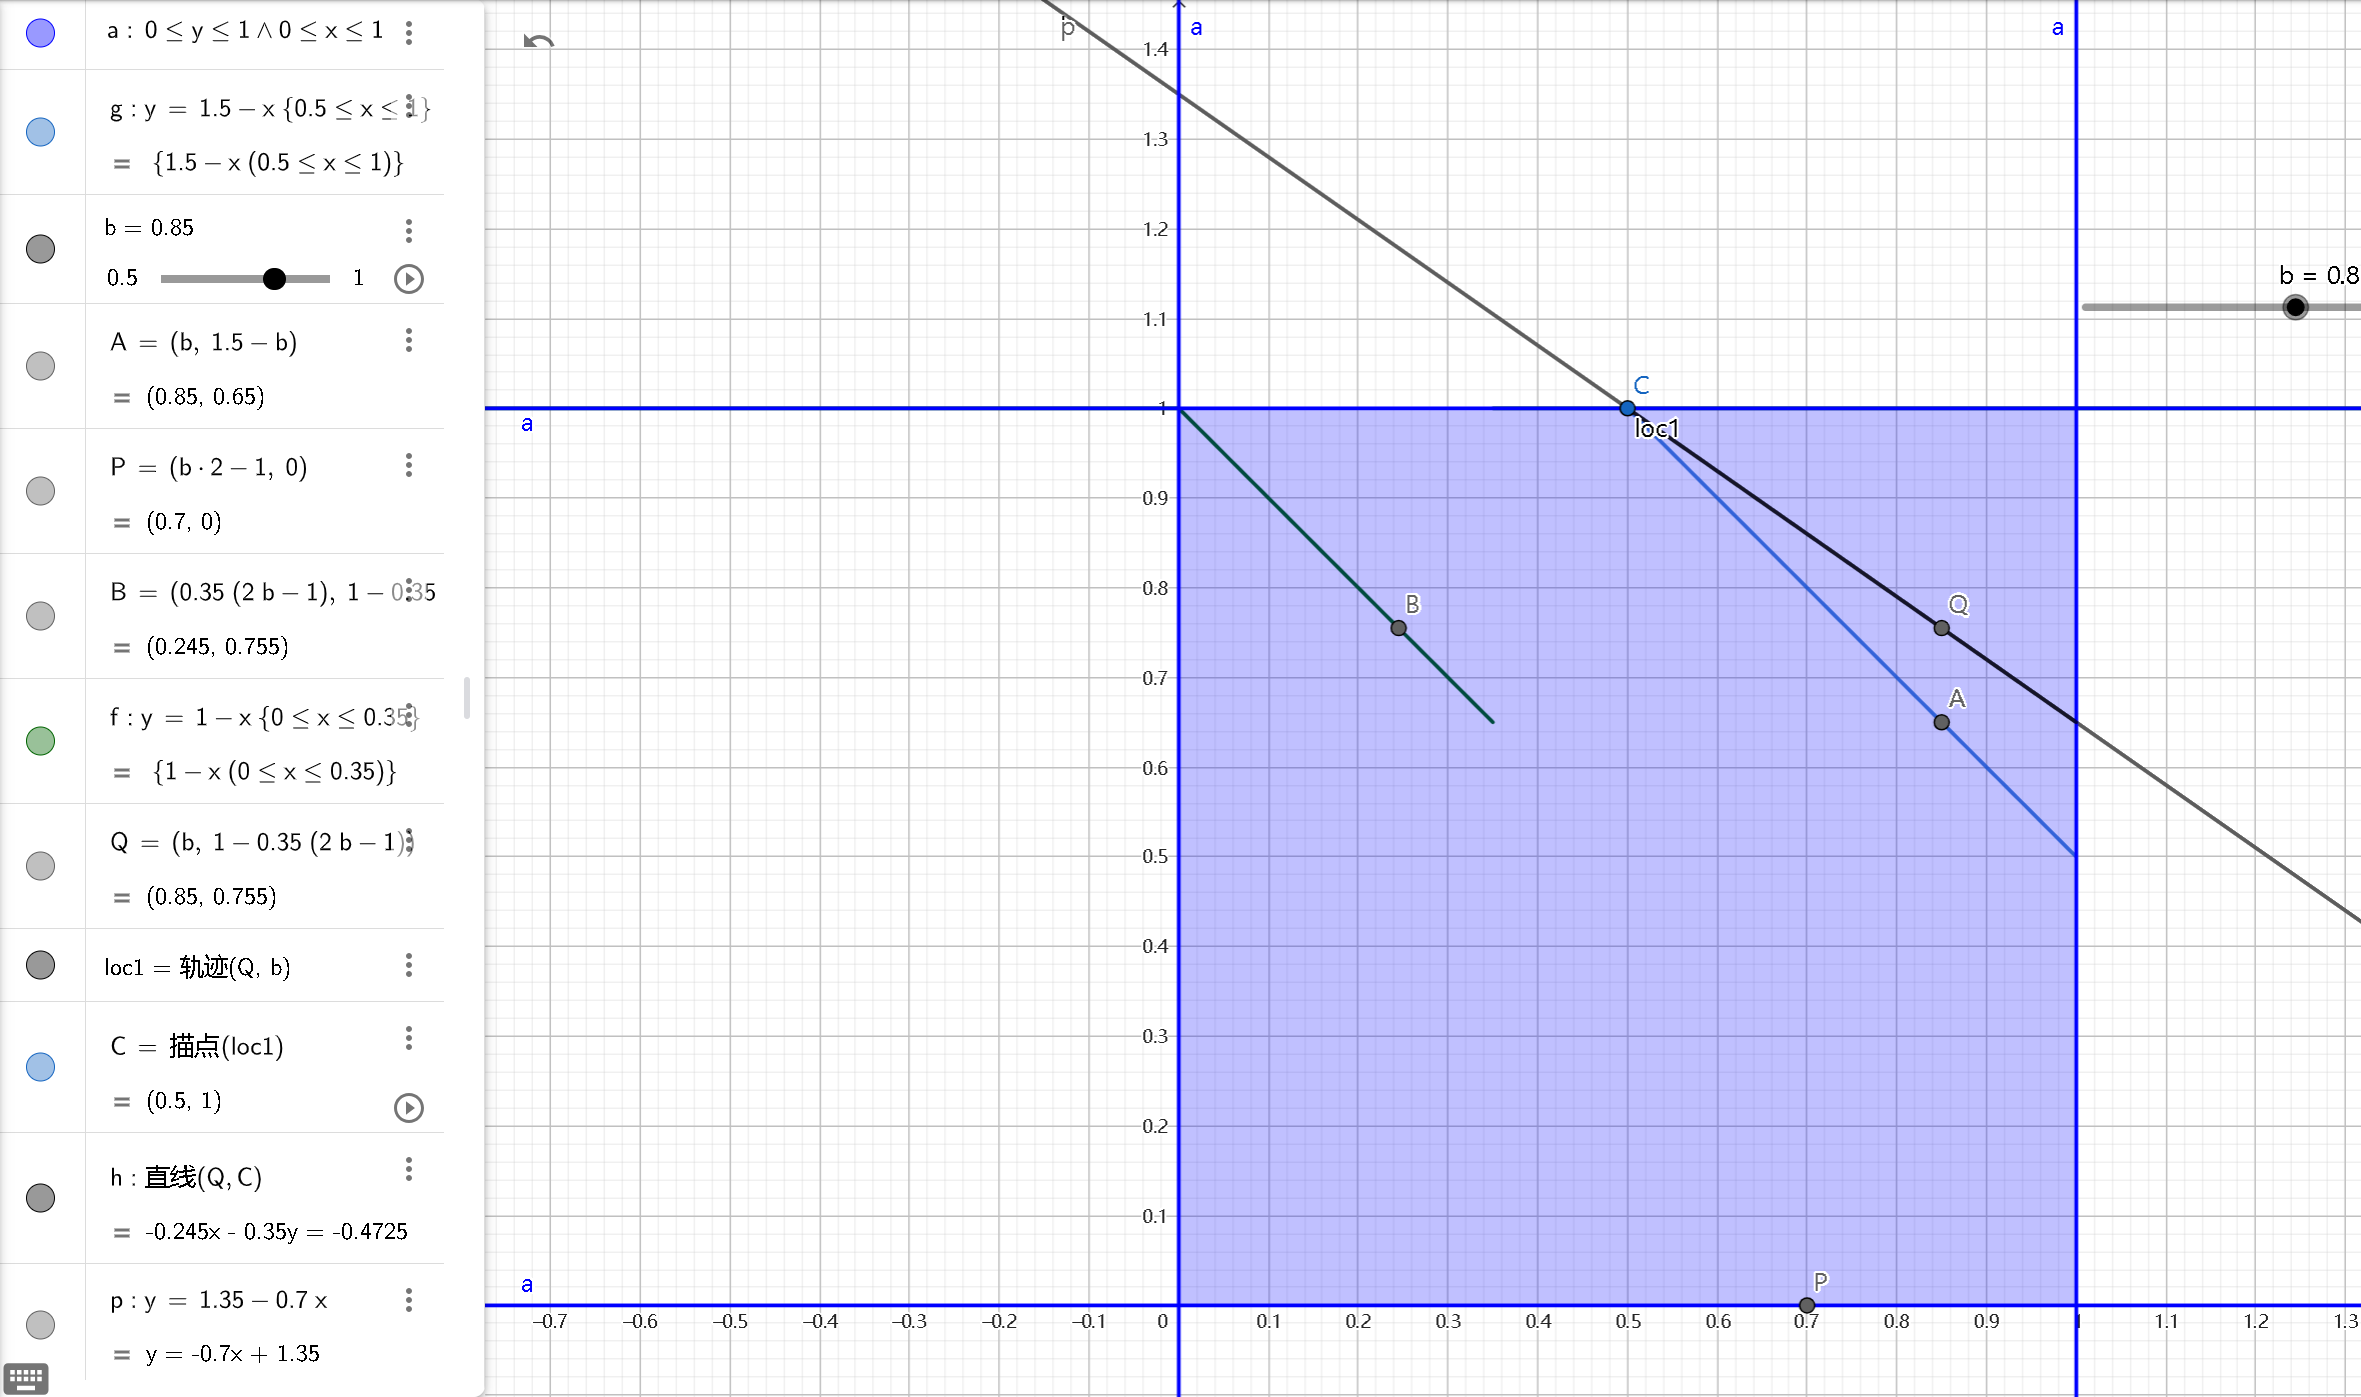 a : 0 ≤ y ≤ 1 ∧ 0 ≤ x ≤ 1
g : y = 1.5 − x {0.5 ≤ x ≤ 1}
= {1.5 − x (0.5 ≤ x ≤ 1)}
b = 0.85
0.5 1
A = (b, 1.5 − b)
= (0.85, 0.65)
P = (b · 2 − 1, 0)
= (0.7, 0)
B = (0.35 (2 b − 1), 1 − 0.35
= (0.245, 0.755)
f : y = 1 − x {0 ≤ x ≤ 0.35}
= {1 − x (0 ≤ x ≤ 0.35)}
Q = (b, 1 − 0.35 (2 b − 1))
= (0.85, 0.755)
loc1 = 轨迹(Q, b)
C = 描点(loc1)
= (0.5, 1)
h : 直线(Q, C)
= -0.245x - 0.35y = -0.4725
p : y = 1.35 − 0.7 x
= y = -0.7x + 1.35
p
a
a
1.4
1.3
1.2
b = 0.8
1.1
C
1
a
loc1
0.9
0.8
B
Q
0.7
A
0.6
0.5
0.4
0.3
0.2
0.1
a
P
−0.7 −0.6 −0.5 −0.4 −0.3 −0.2 −0.1 0 0.1 0.2 0.3 0.4 0.5 0.6 0.7 0.8 0.9 1 1.1 1.2 1.3